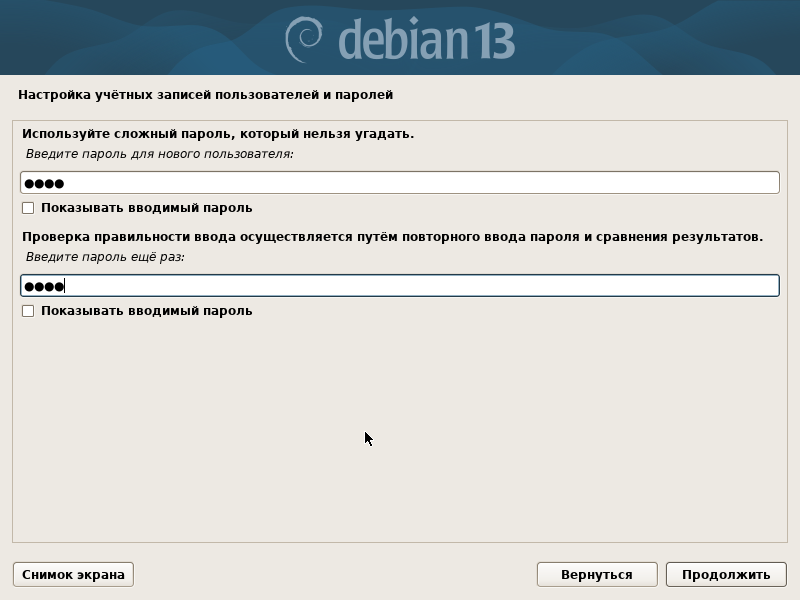 debian 13
Настройка учётных записей пользователей и паролей
Используйте сложный пароль, который нельзя угадать.
Введите пароль для нового пользователя:
●●●●
Показывать вводимый пароль
Проверка правильности ввода осуществляется путём повторного ввода пароля и сравнения результатов.
Введите пароль ещё раз:
●●●●
Показывать вводимый пароль
Снимок экрана
Вернуться
Продолжить